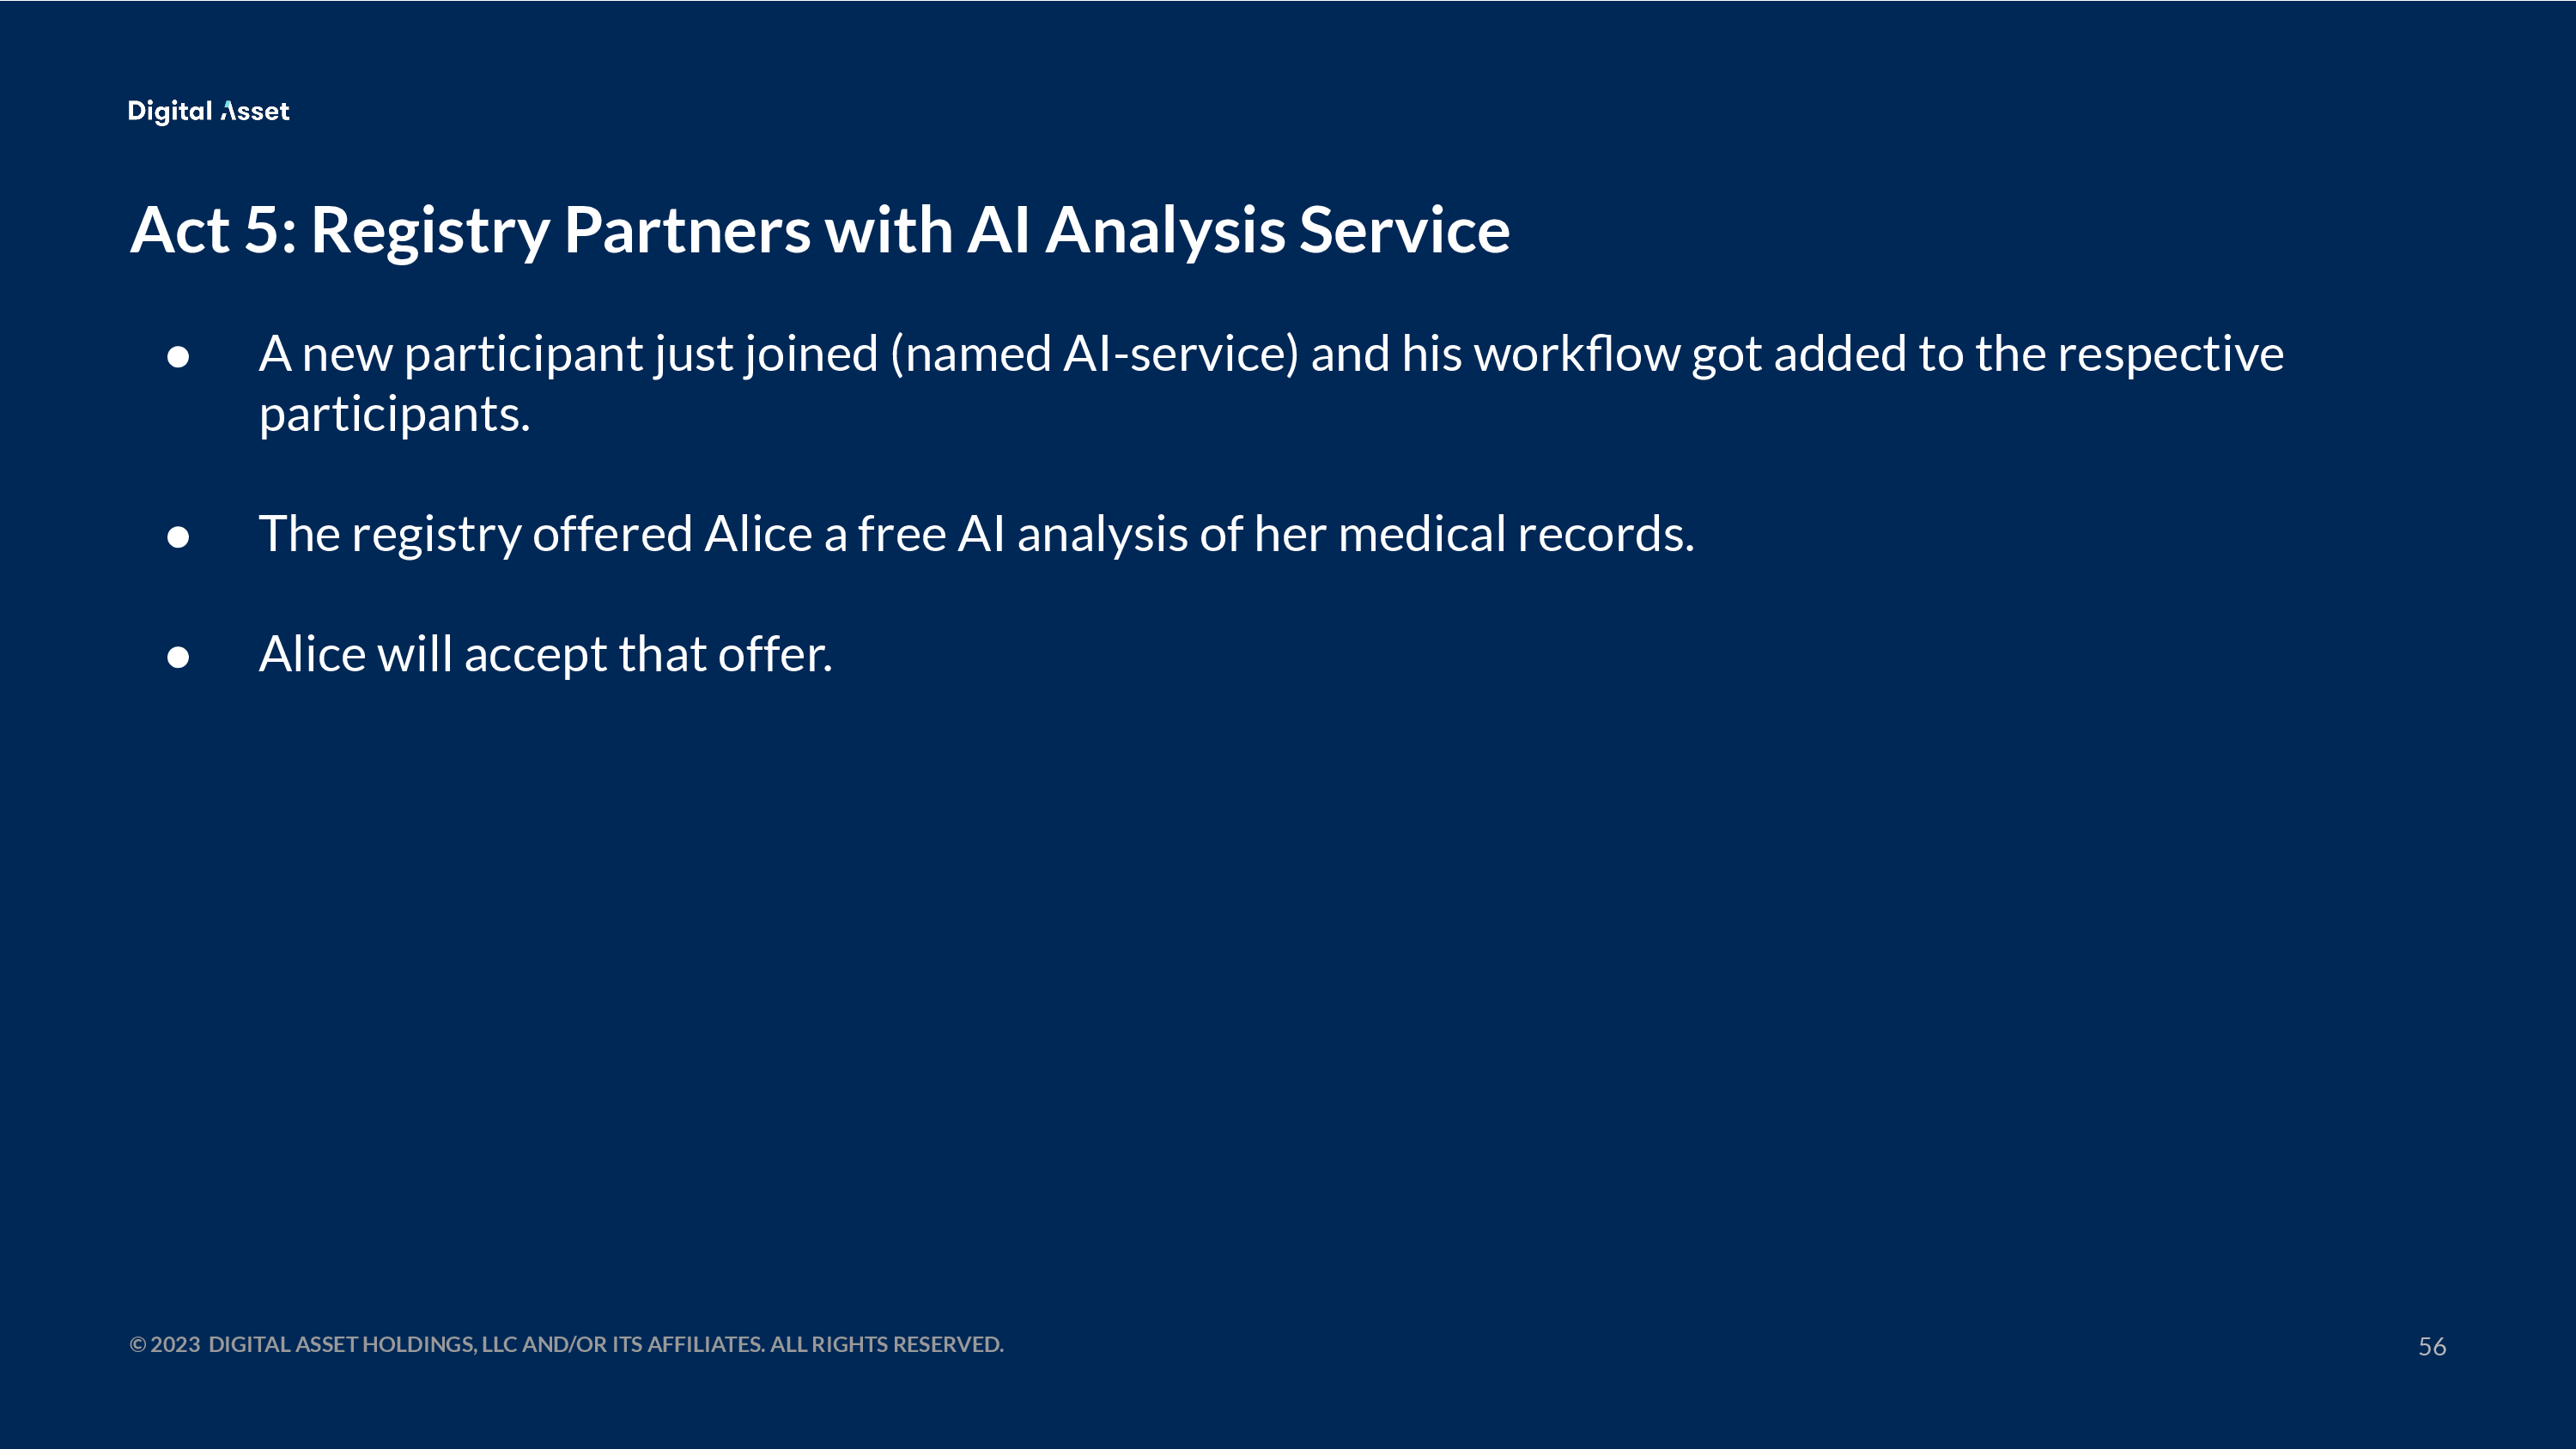 Digital Asset
Act 5: Registry Partners with AI Analysis Service
● A new participant just joined (named AI-service) and his workflow got added to the respective
participants.
● The registry offered Alice a free AI analysis of her medical records.
● Alice will accept that offer.
© 2023 DIGITAL ASSET HOLDINGS, LLC AND/OR ITS AFFILIATES. ALL RIGHTS RESERVED.
56